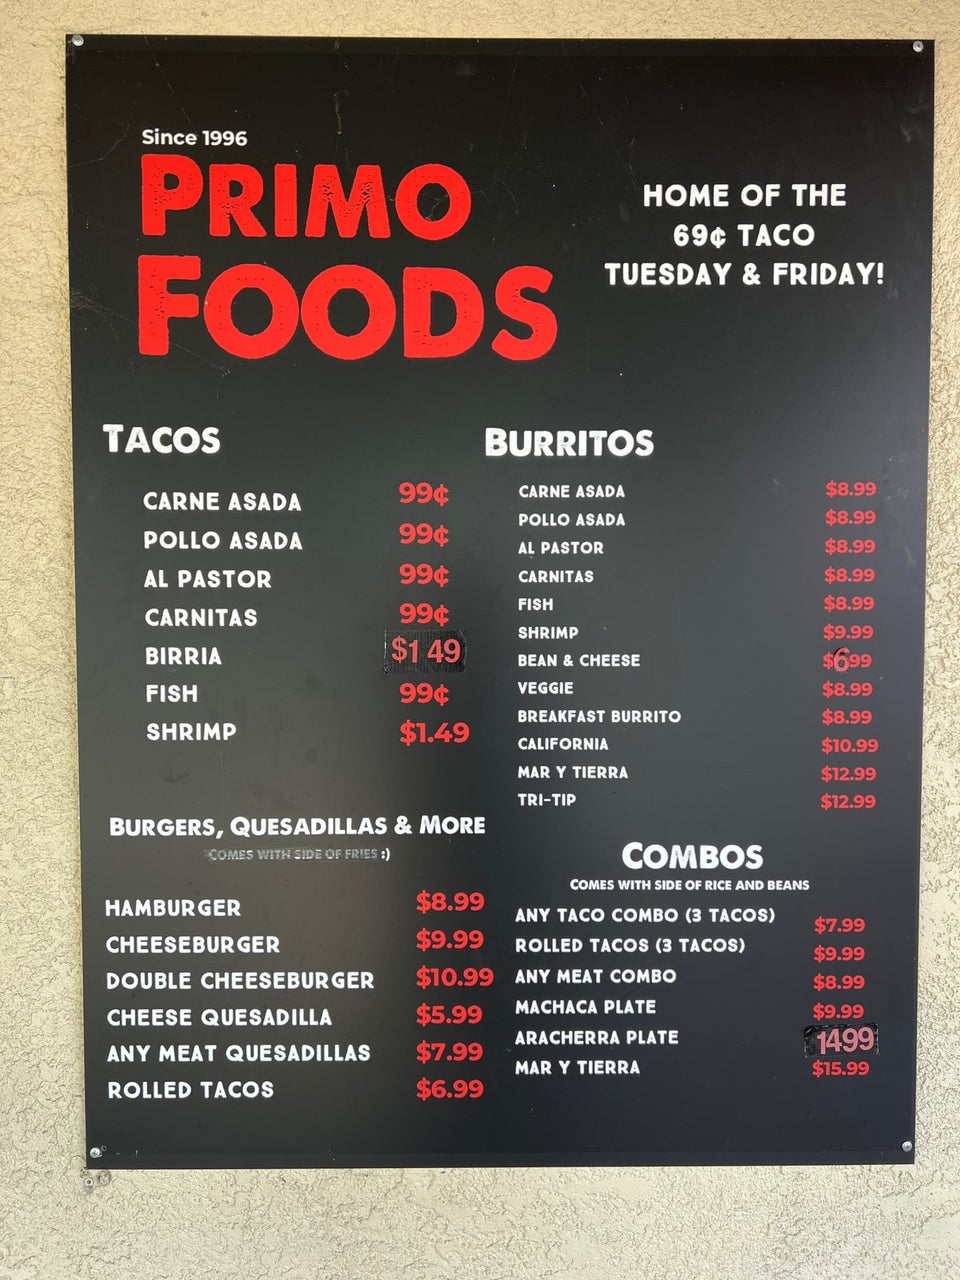 Since 1996
PRIMO
FOODS
HOME OF THE
69¢ TACO
TUESDAY & FRIDAY!
TACOS
CARNE ASADA 99¢
POLLO ASADA 99¢
AL PASTOR 99¢
CARNITAS 99¢
BIRRIA $1 49
FISH 99¢
SHRIMP $1.49
BURRITOS
CARNE ASADA $8.99
POLLO ASADA $8.99
AL PASTOR $8.99
CARNITAS $8.99
FISH $8.99
SHRIMP $9.99
BEAN & CHEESE $6.99
VEGGIE $8.99
BREAKFAST BURRITO $8.99
CALIFORNIA $10.99
MAR Y TIERRA $12.99
TRI-TIP $12.99
BURGERS, QUESADILLAS & MORE
COMES WITH SIDE OF FRIES :)
HAMBURGER $8.99
CHEESEBURGER $9.99
DOUBLE CHEESEBURGER $10.99
CHEESE QUESADILLA $5.99
ANY MEAT QUESADILLAS $7.99
ROLLED TACOS $6.99
COMBOS
COMES WITH SIDE OF RICE AND BEANS
ANY TACO COMBO (3 TACOS) $7.99
ROLLED TACOS (3 TACOS) $9.99
ANY MEAT COMBO $8.99
MACHACA PLATE $9.99
ARACHERRA PLATE 1499
MAR Y TIERRA $15.99